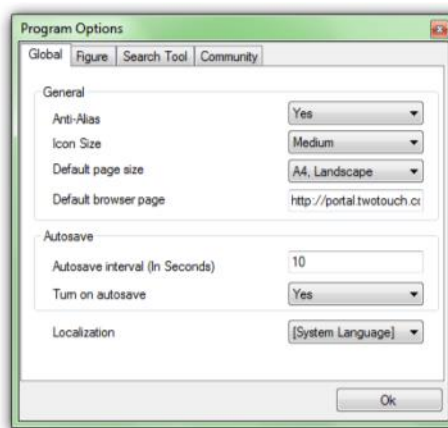 Program Options
Global Figure Search Tool Community
General
Anti-Alias Yes
Icon Size Medium
Default page size A4, Landscape
Default browser page http://portal.twotouch.cc
Autosave
Autosave interval (In Seconds) 10
Turn on autosave Yes
Localization [System Language]
Ok